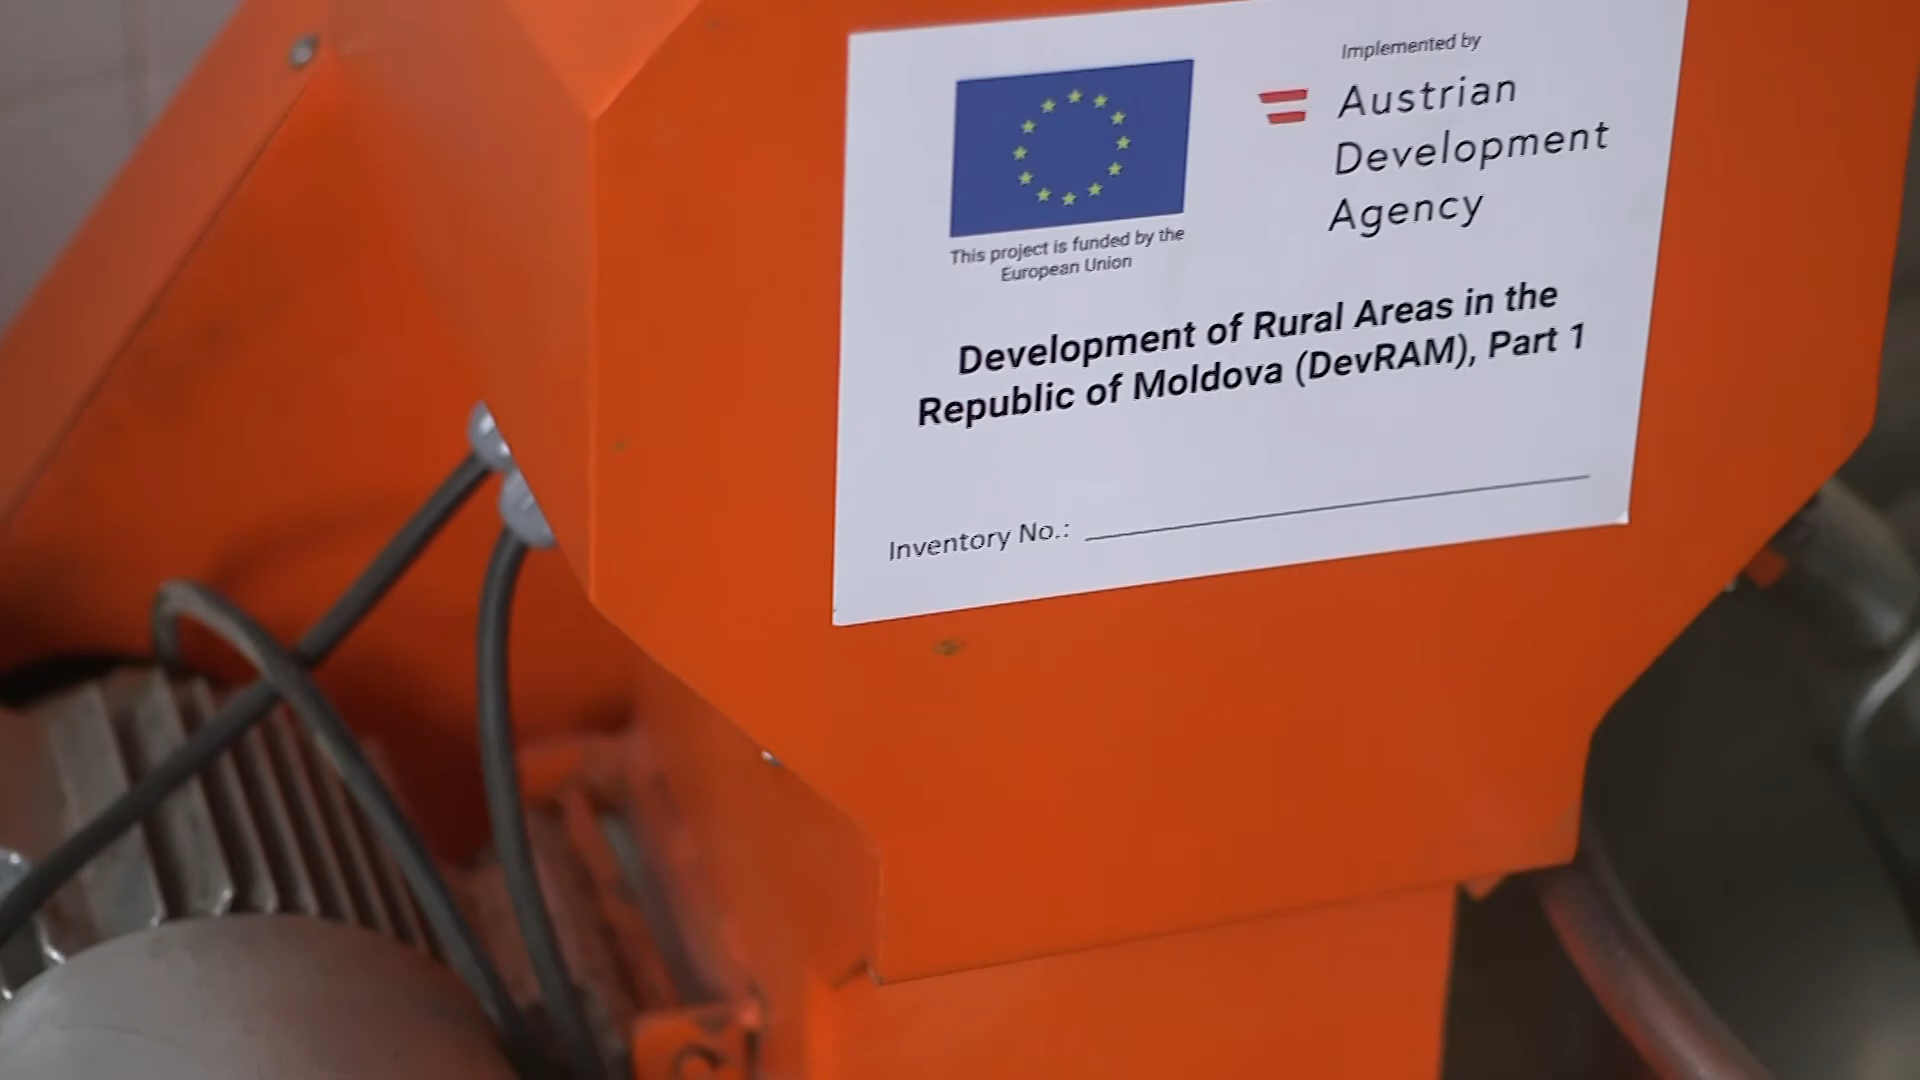 Implemented by
Austrian
Development
Agency
This project is funded by the
European Union
Development of Rural Areas in the
Republic of Moldova (DevRAM), Part 1
Inventory No.: